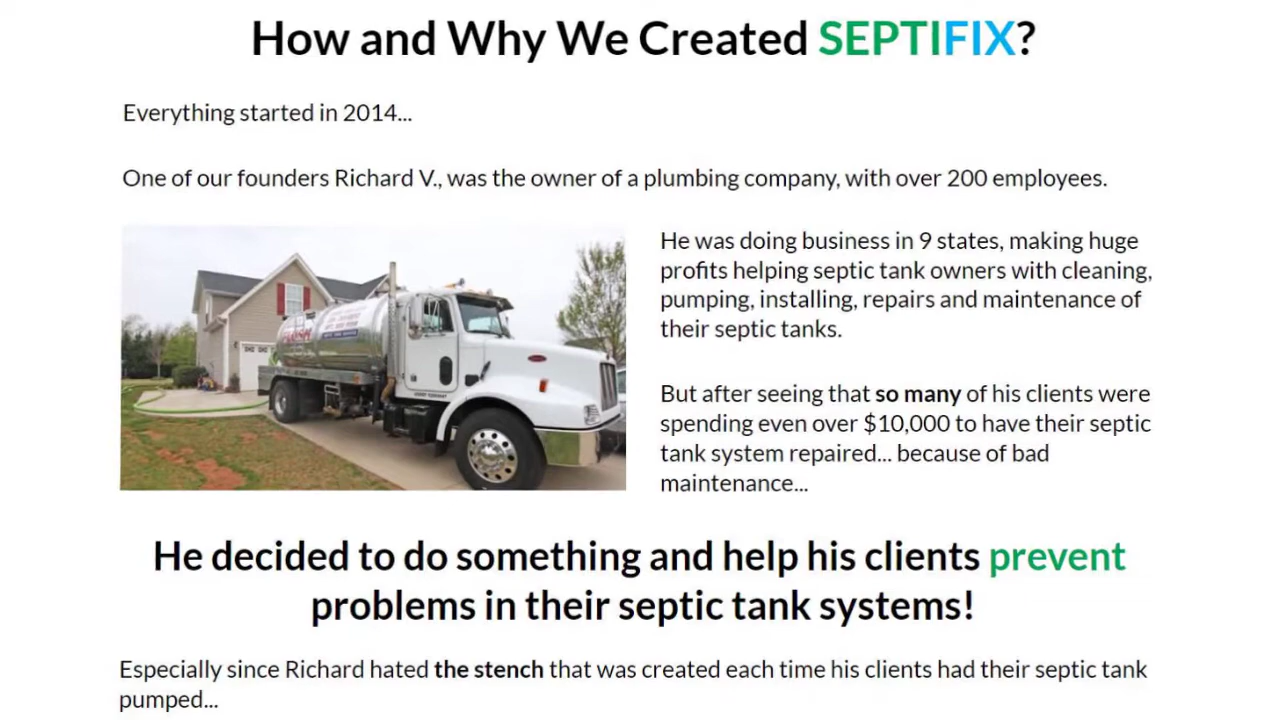 How and Why We Created SEPTIFIX?
Everything started in 2014...
One of our founders Richard V., was the owner of a plumbing company, with over 200 employees.
He was doing business in 9 states, making huge
profits helping septic tank owners with cleaning,
pumping, installing, repairs and maintenance of
their septic tanks.
But after seeing that so many of his clients were
spending even over $10,000 to have their septic
tank system repaired... because of bad
maintenance...
He decided to do something and help his clients prevent
problems in their septic tank systems!
Especially since Richard hated the stench that was created each time his clients had their septic tank
pumped...